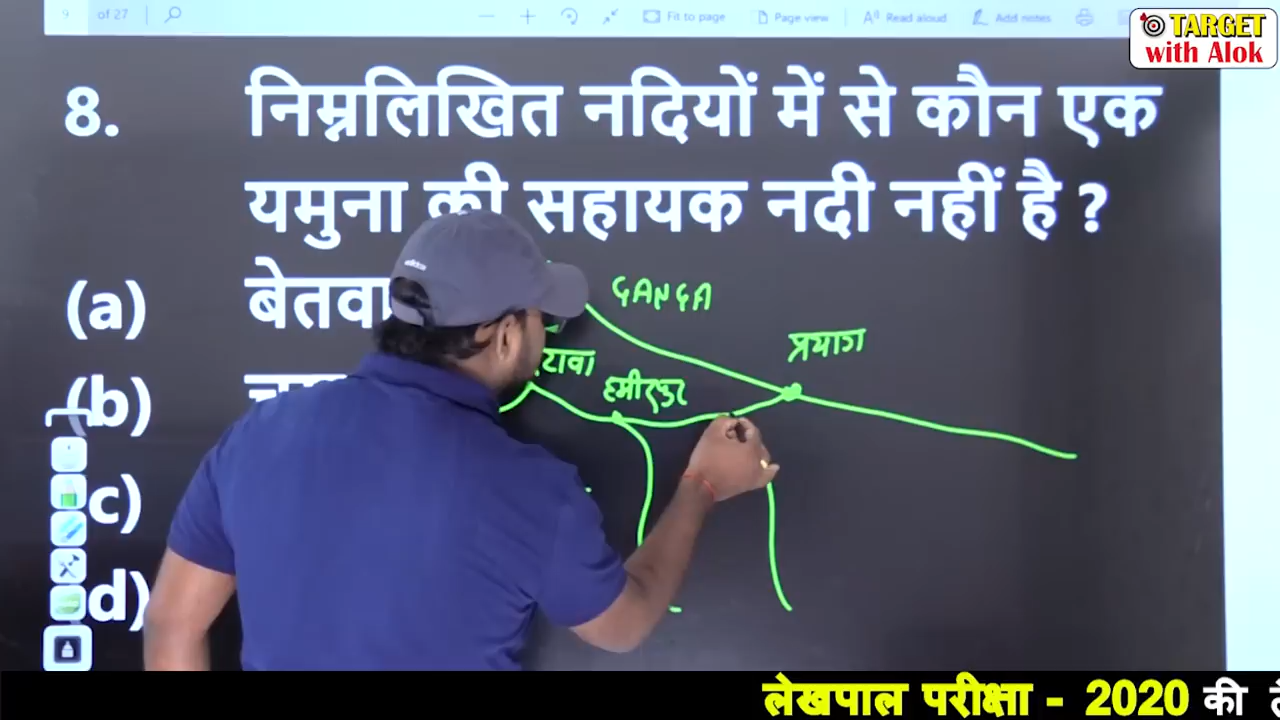 9 of 27 Fit to page Page view Read aloud Add notes
TARGET
with Alok
8. निम्नलिखित नदियों में से कौन एक
यमुना की सहायक नदी नहीं है ?
(a) बेतवा
GANGA
प्रयाग
हमीरपुर
(b)
c)
d)
लेखपाल परीक्षा - 2020 की